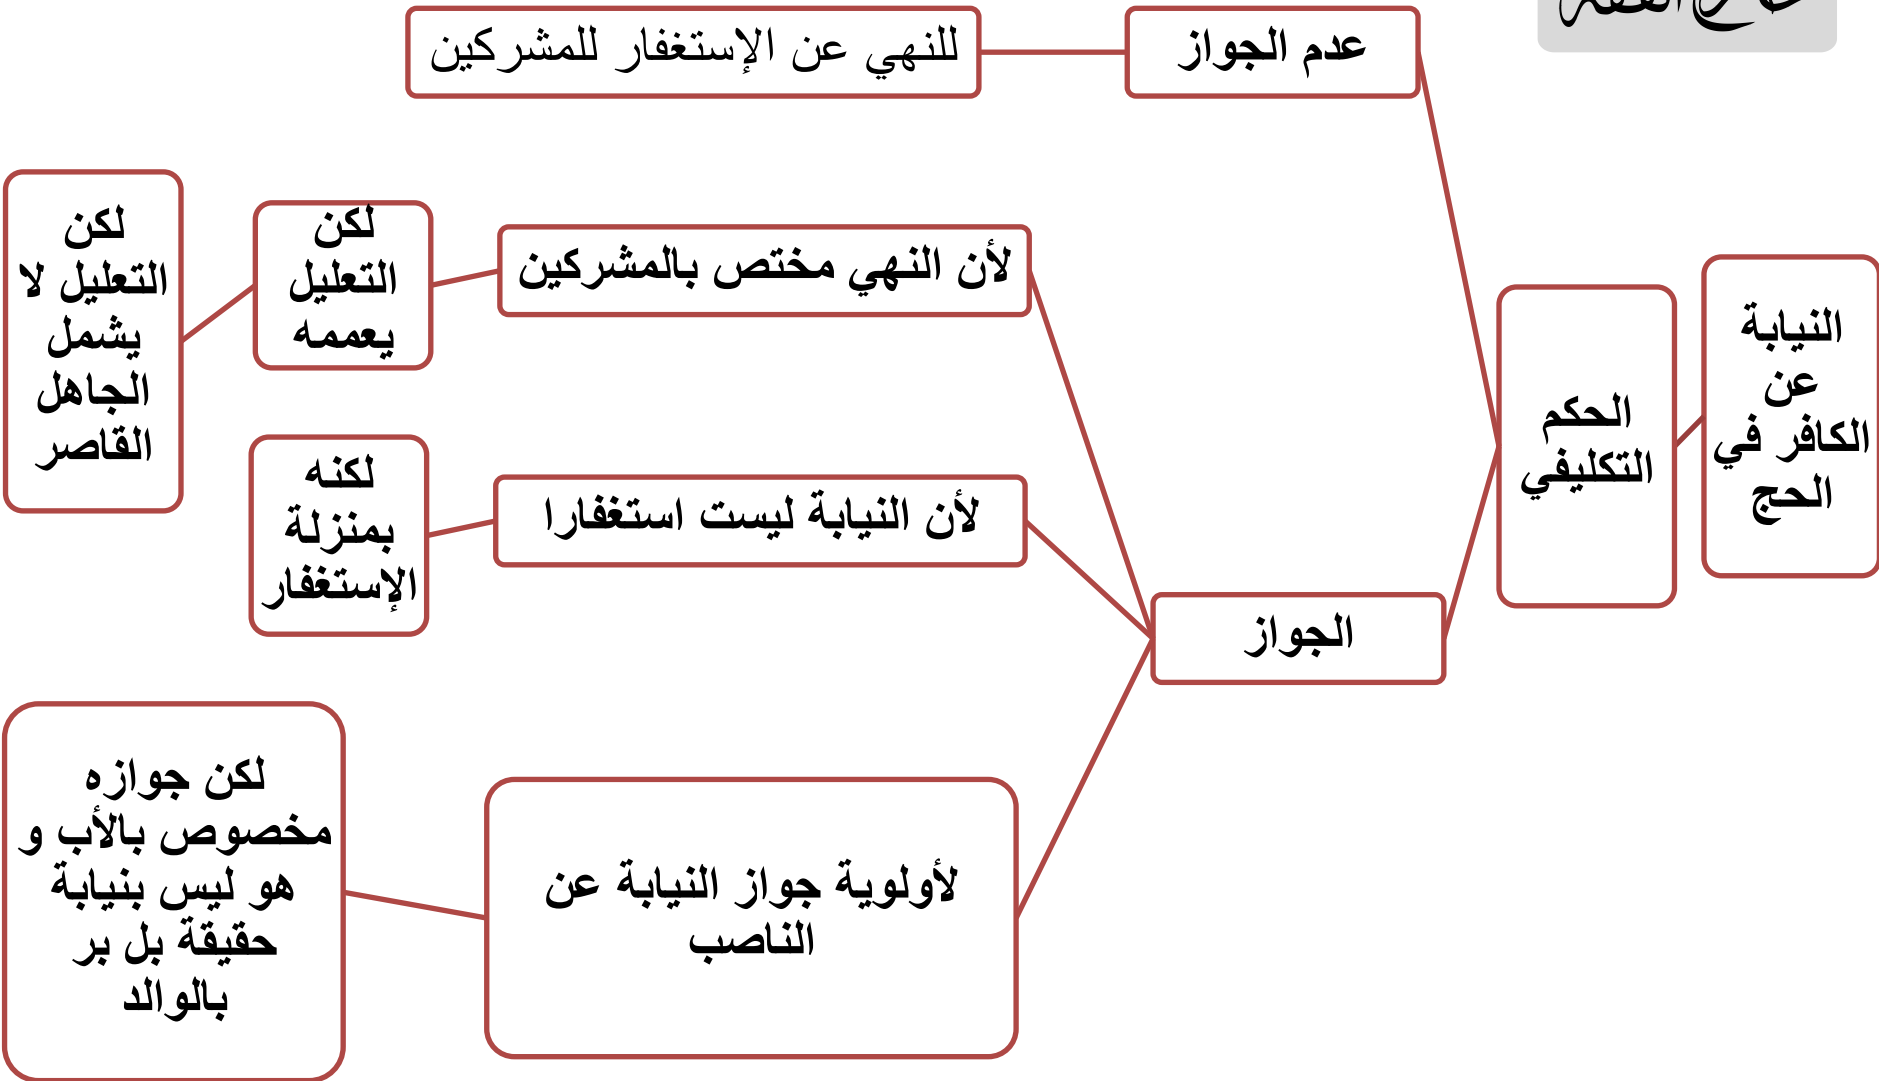 النيابة
عن
الكافر في
الحج
الحكم
التكليفي
عدم الجواز
للنهي عن الإستغفار للمشركين
الجواز
لأن النهي مختص بالمشركين
لكن
التعليل
يعممه
لكن
التعليل لا
يشمل
الجاهل
القاصر
لأن النيابة ليست استغفارا
لكنه
بمنزلة
الإستغفار
لأولوية جواز النيابة عن
الناصب
لكن جوازه
مخصوص بالأب و
هو ليس بنيابة
حقيقة بل بر
بالوالد